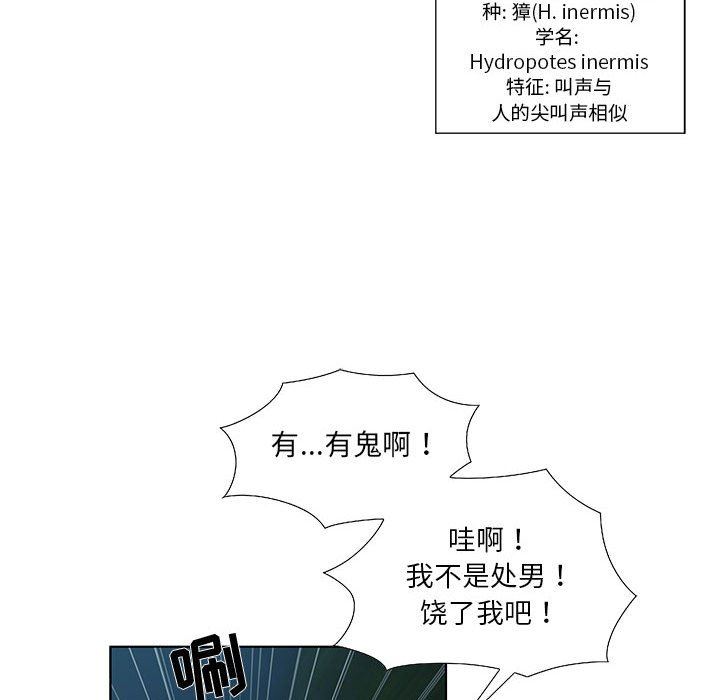 种: 獐(H. inermis)
学名:
Hydropotes inermis
特征: 叫声与
人的尖叫声相似
有...有鬼啊！
哇啊！
我不是处男！
饶了我吧！
唰